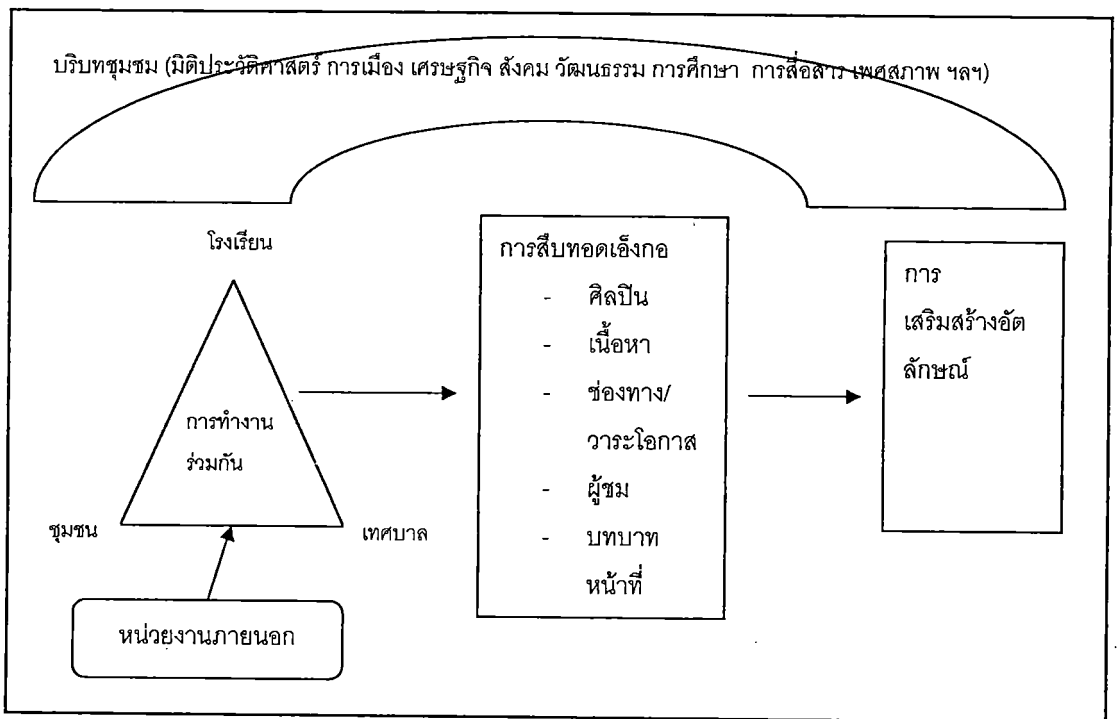 บริบทชุมชม (มิติประวัติศาสตร์ การเมือง เศรษฐกิจ สังคม วัฒนธรรม การศึกษา การสื่อสาร เพศสภาพ ฯลฯ)
โรงเรียน
การทำงาน
ร่วมกัน
ชุมชน
เทศบาล
หน่วยงานภายนอก
การสืบทอดเอ็งกอ
- ศิลปิน
- เนื้อหา
- ช่องทาง/
วาระโอกาส
- ผู้ชม
- บทบาท
หน้าที่
การ
เสริมสร้างอัต
ลักษณ์